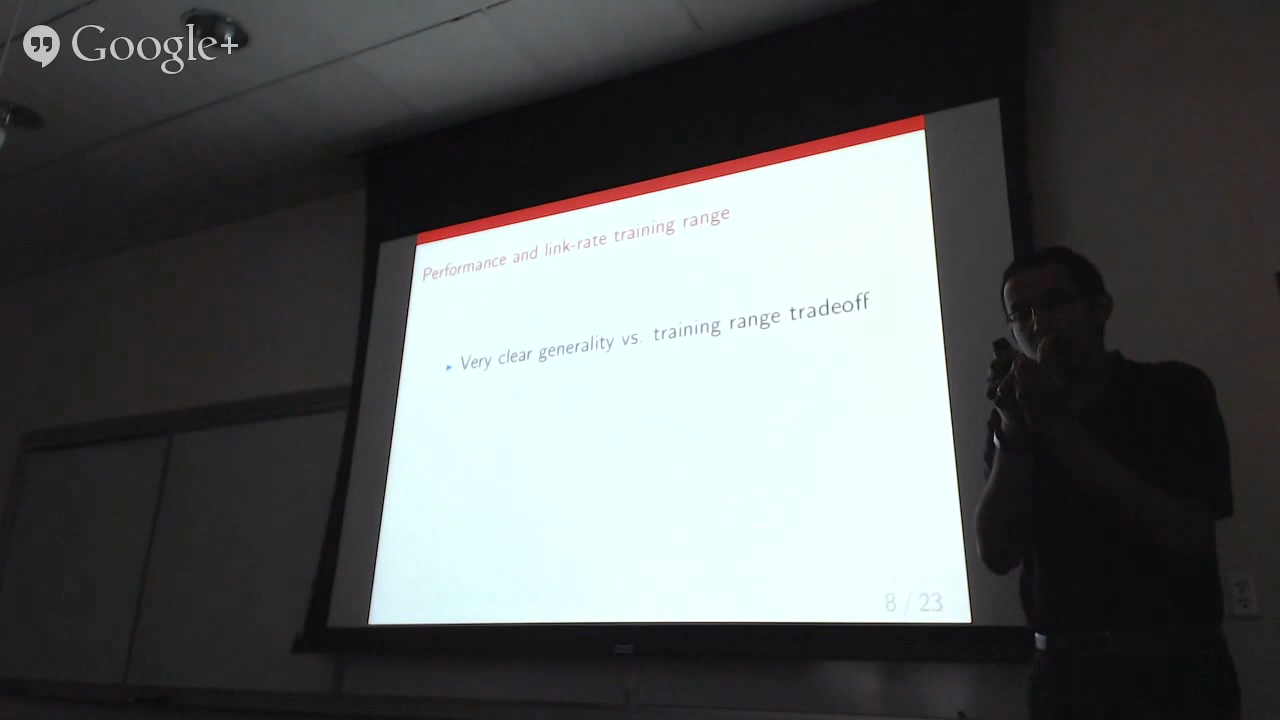 Google+
Performance and link-rate training range
Very clear generality vs. training range tradeoff
8 / 23